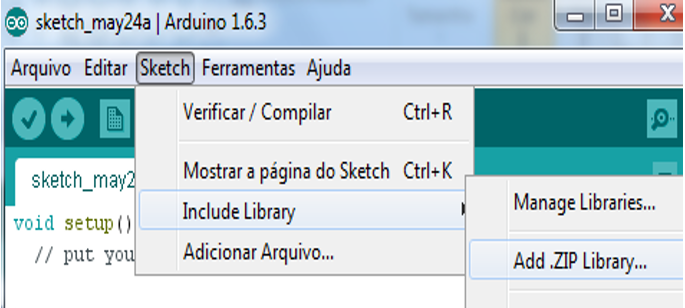 sketch_may24a | Arduino 1.6.3
Arquivo Editar Sketch Ferramentas Ajuda
Verificar / Compilar Ctrl+R
Mostrar a página do Sketch Ctrl+K
sketch_may2
Include Library
Manage Libraries...
void setup()
Adicionar Arquivo...
Add .ZIP Library...
// put you